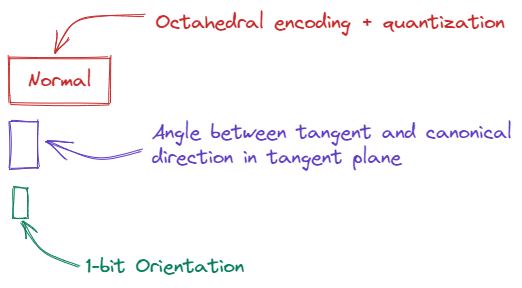 Octahedral encoding + quantization
Normal
Angle between tangent and canonical
direction in tangent plane
1-bit Orientation